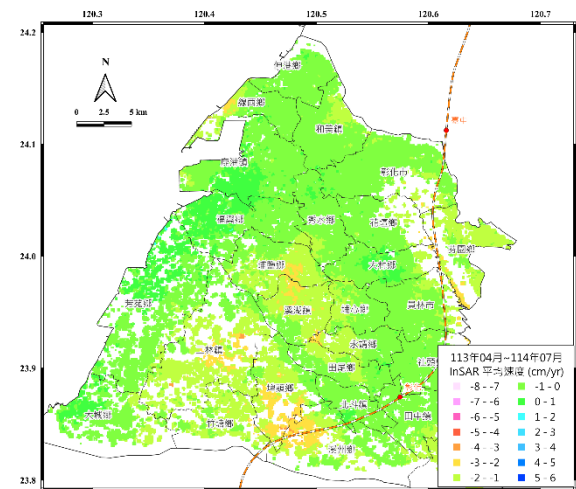 120.3 120.4 120.5 120.6 120.7
24.2
24.1
24.0
23.9
23.8
N
0 2.5 5 km
伸港鄉
線西鄉
和美鎮
鹿港鎮
彰化市
福興鄉
秀水鄉
花壇鄉
芬園鄉
埔鹽鄉
大村鄉
芳苑鄉
溪湖鎮
埔心鄉
員林市
永靖鄉
二林鎮
田尾鄉
社頭
埤頭鄉
北斗鎮
田中鎮
大城鄉
竹塘鄉
溪州鄉
113年04月~114年07月
InSAR 平均速度 (cm/yr)
-8 - -7
-7 - -6
-6 - -5
-5 - -4
-4 - -3
-3 - -2
-2 - -1
-1 - 0
0 - 1
1 - 2
2 - 3
3 - 4
4 - 5
5 - 6